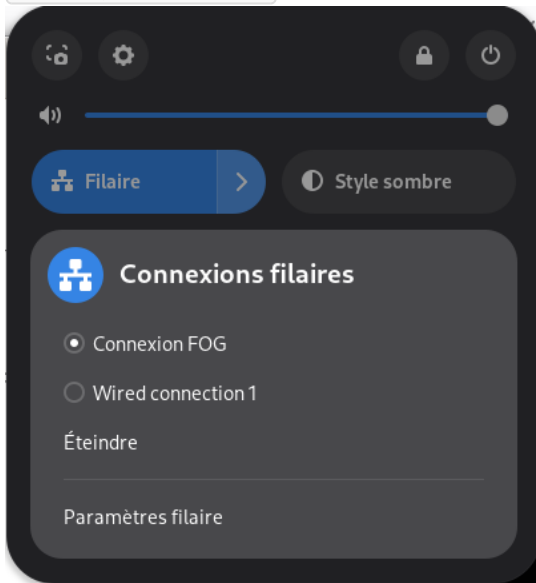 Filaire
Style sombre
Connexions filaires
Connexion FOG
Wired connection 1
Éteindre
Paramètres filaire